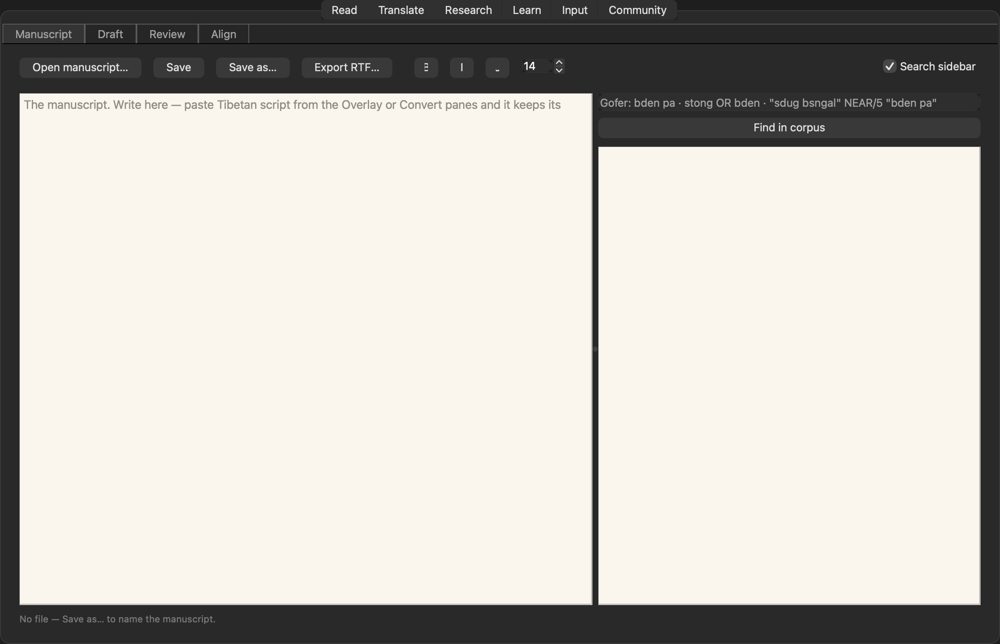 Read Translate Research Learn Input Community
Manuscript Draft Review Align
Open manuscript... Save Save as... Export RTF... B I 14 Search sidebar
The manuscript. Write here — paste Tibetan script from the Overlay or Convert panes and it keeps its
Gofer: bden pa · stong OR bden · "sdug bsngal" NEAR/5 "bden pa"
Find in corpus
No file — Save as... to name the manuscript.